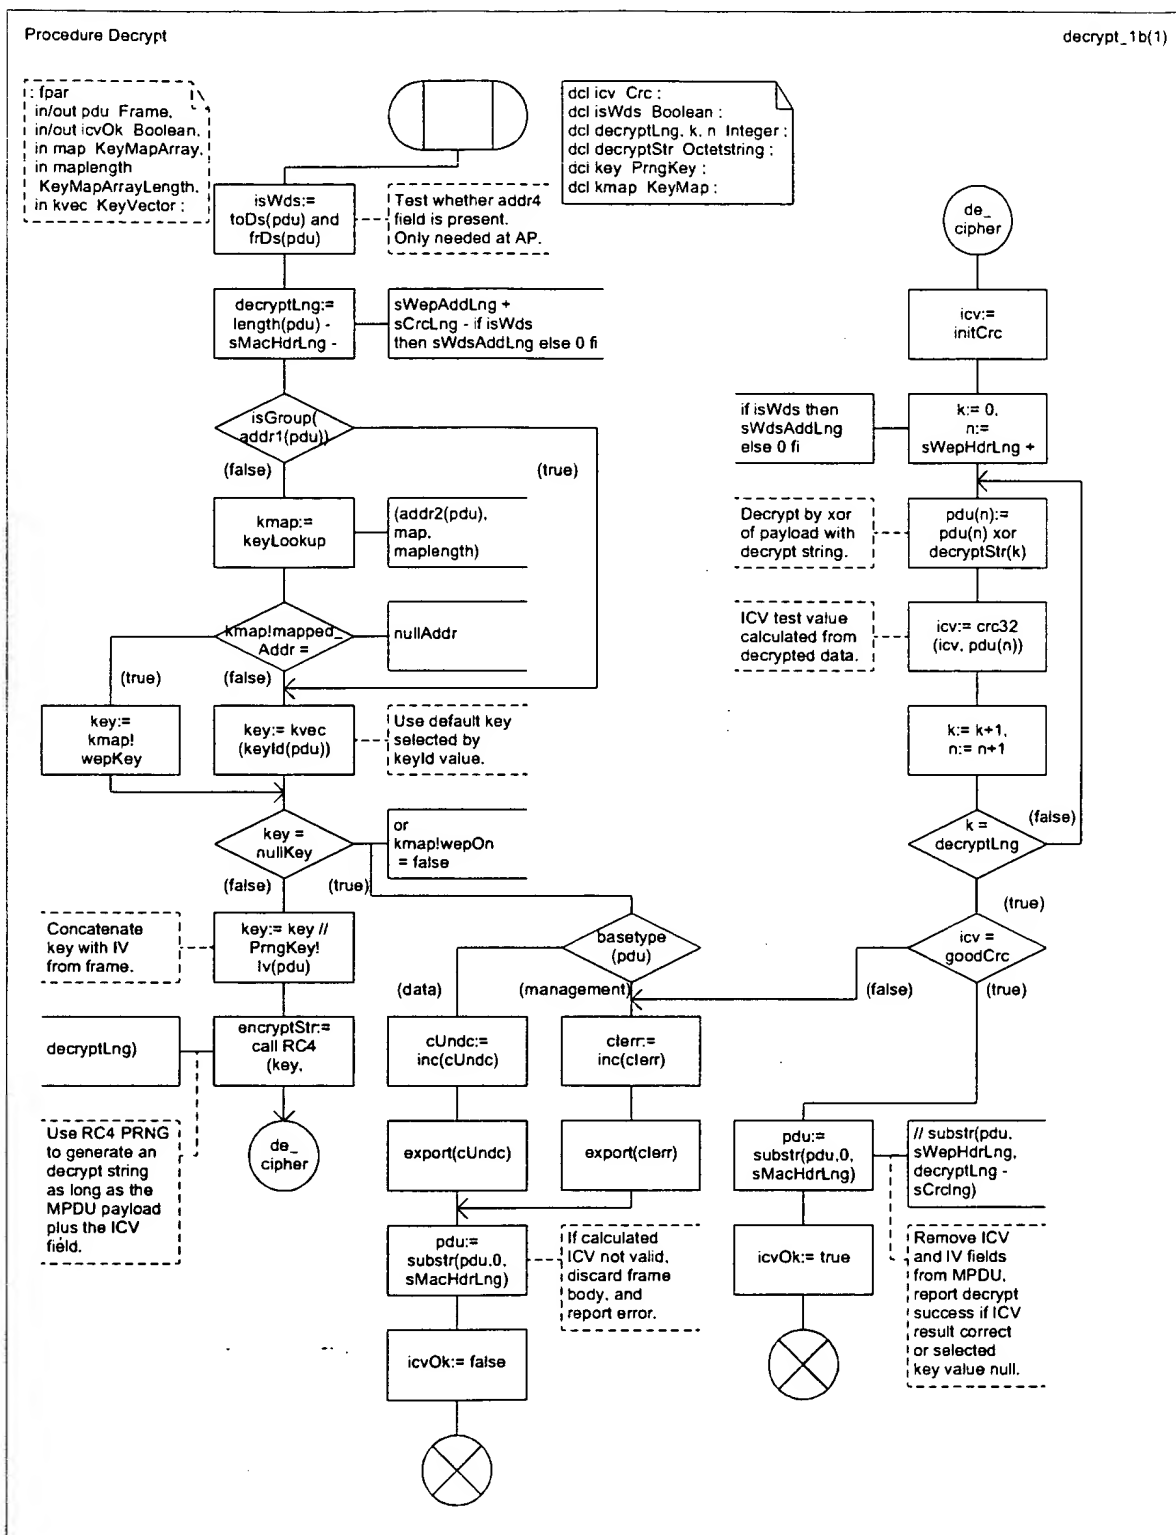 Procedure Decrypt
decrypt_1b(1)
; fpar
in/out pdu Frame,
in/out icvOk Boolean,
in map KeyMapArray,
in maplength
KeyMapArrayLength,
in kvec KeyVector ;
dcl icv Crc ;
dcl isWds Boolean ;
dcl decryptLng, k, n Integer ;
dcl decryptStr Octetstring ;
dcl key PrngKey ;
dcl kmap KeyMap ;
isWds:=
toDs(pdu) and
frDs(pdu)
Test whether addr4
field is present.
Only needed at AP.
decryptLng:=
length(pdu) -
sMacHdrLng -
sWepAddLng +
sCrcLng - if isWds
then sWdsAddLng else 0 fi
isGroup(
addr1(pdu))
(false)
(true)
kmap:=
keyLookup
(addr2(pdu),
map,
maplength)
kmap!mapped_
Addr =
nullAddr
(true)
(false)
key:=
kmap!
wepKey
key:= kvec
(keyId(pdu))
Use default key
selected by
keyId value.
key =
nullKey
or
kmap!wepOn
= false
(false)
(true)
Concatenate
key with IV
from frame.
key:= key //
PrngKey!
Iv(pdu)
decryptLng)
encryptStr:=
call RC4
(key,
Use RC4 PRNG
to generate an
decrypt string
as long as the
MPDU payload
plus the ICV
field.
de_
cipher
basetype
(pdu)
(data)
(management)
cUndc:=
inc(cUndc)
cIerr:=
inc(cIerr)
export(cUndc)
export(cIerr)
pdu:=
substr(pdu,0,
sMacHdrLng)
If calculated
ICV not valid,
discard frame
body, and
report error.
icvOk:= false
de_
cipher
icv:=
initCrc
if isWds then
sWdsAddLng
else 0 fi
k:= 0,
n:=
sWepHdrLng +
Decrypt by xor
of payload with
decrypt string.
pdu(n):=
pdu(n) xor
decryptStr(k)
ICV test value
calculated from
decrypted data.
icv:= crc32
(icv, pdu(n))
k:= k+1,
n:= n+1
k =
decryptLng
(false)
(true)
icv =
goodCrc
(false)
(true)
pdu:=
substr(pdu,0,
sMacHdrLng)
// substr(pdu,
sWepHdrLng,
decryptLng -
sCrclng)
icvOk:= true
Remove ICV
and IV fields
from MPDU,
report decrypt
success if ICV
result correct
or selected
key value null.